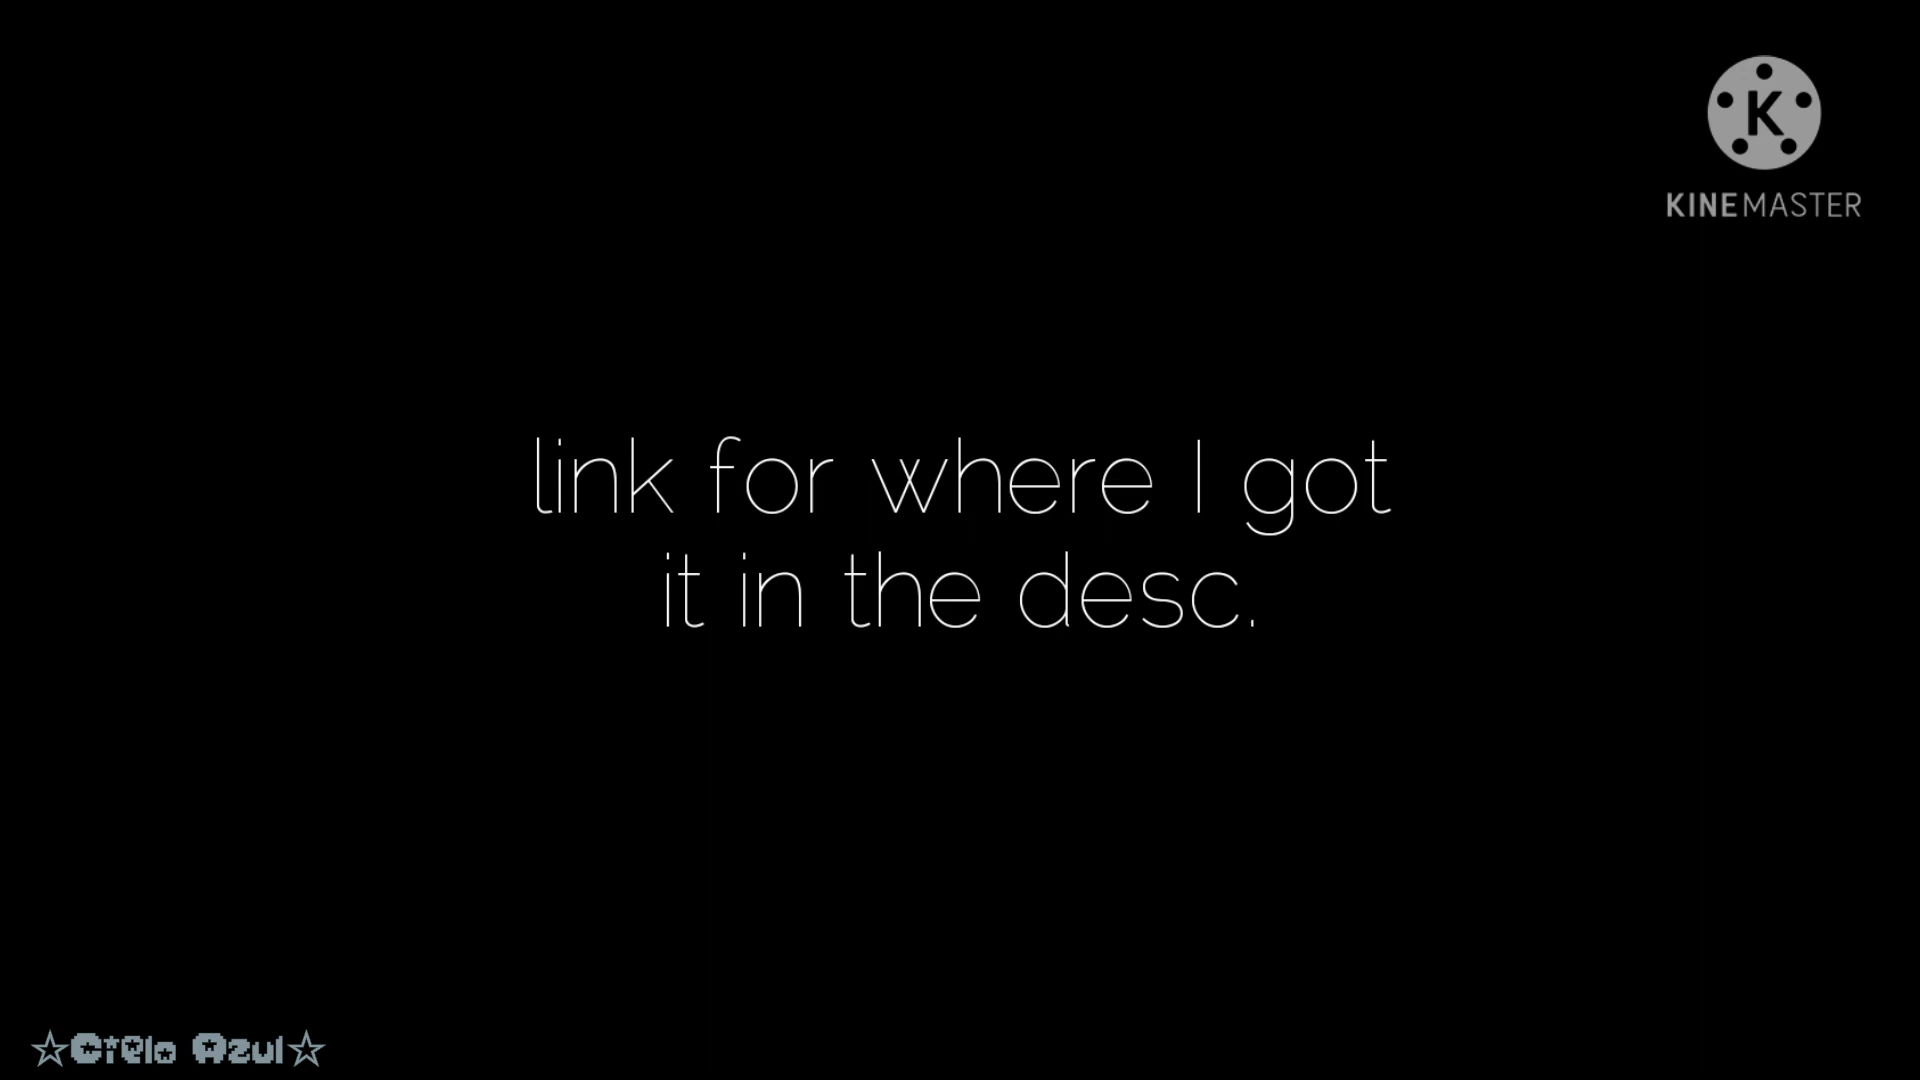 K
KINEMASTER
link for where I got
it in the desc.
☆Cielo Azul☆